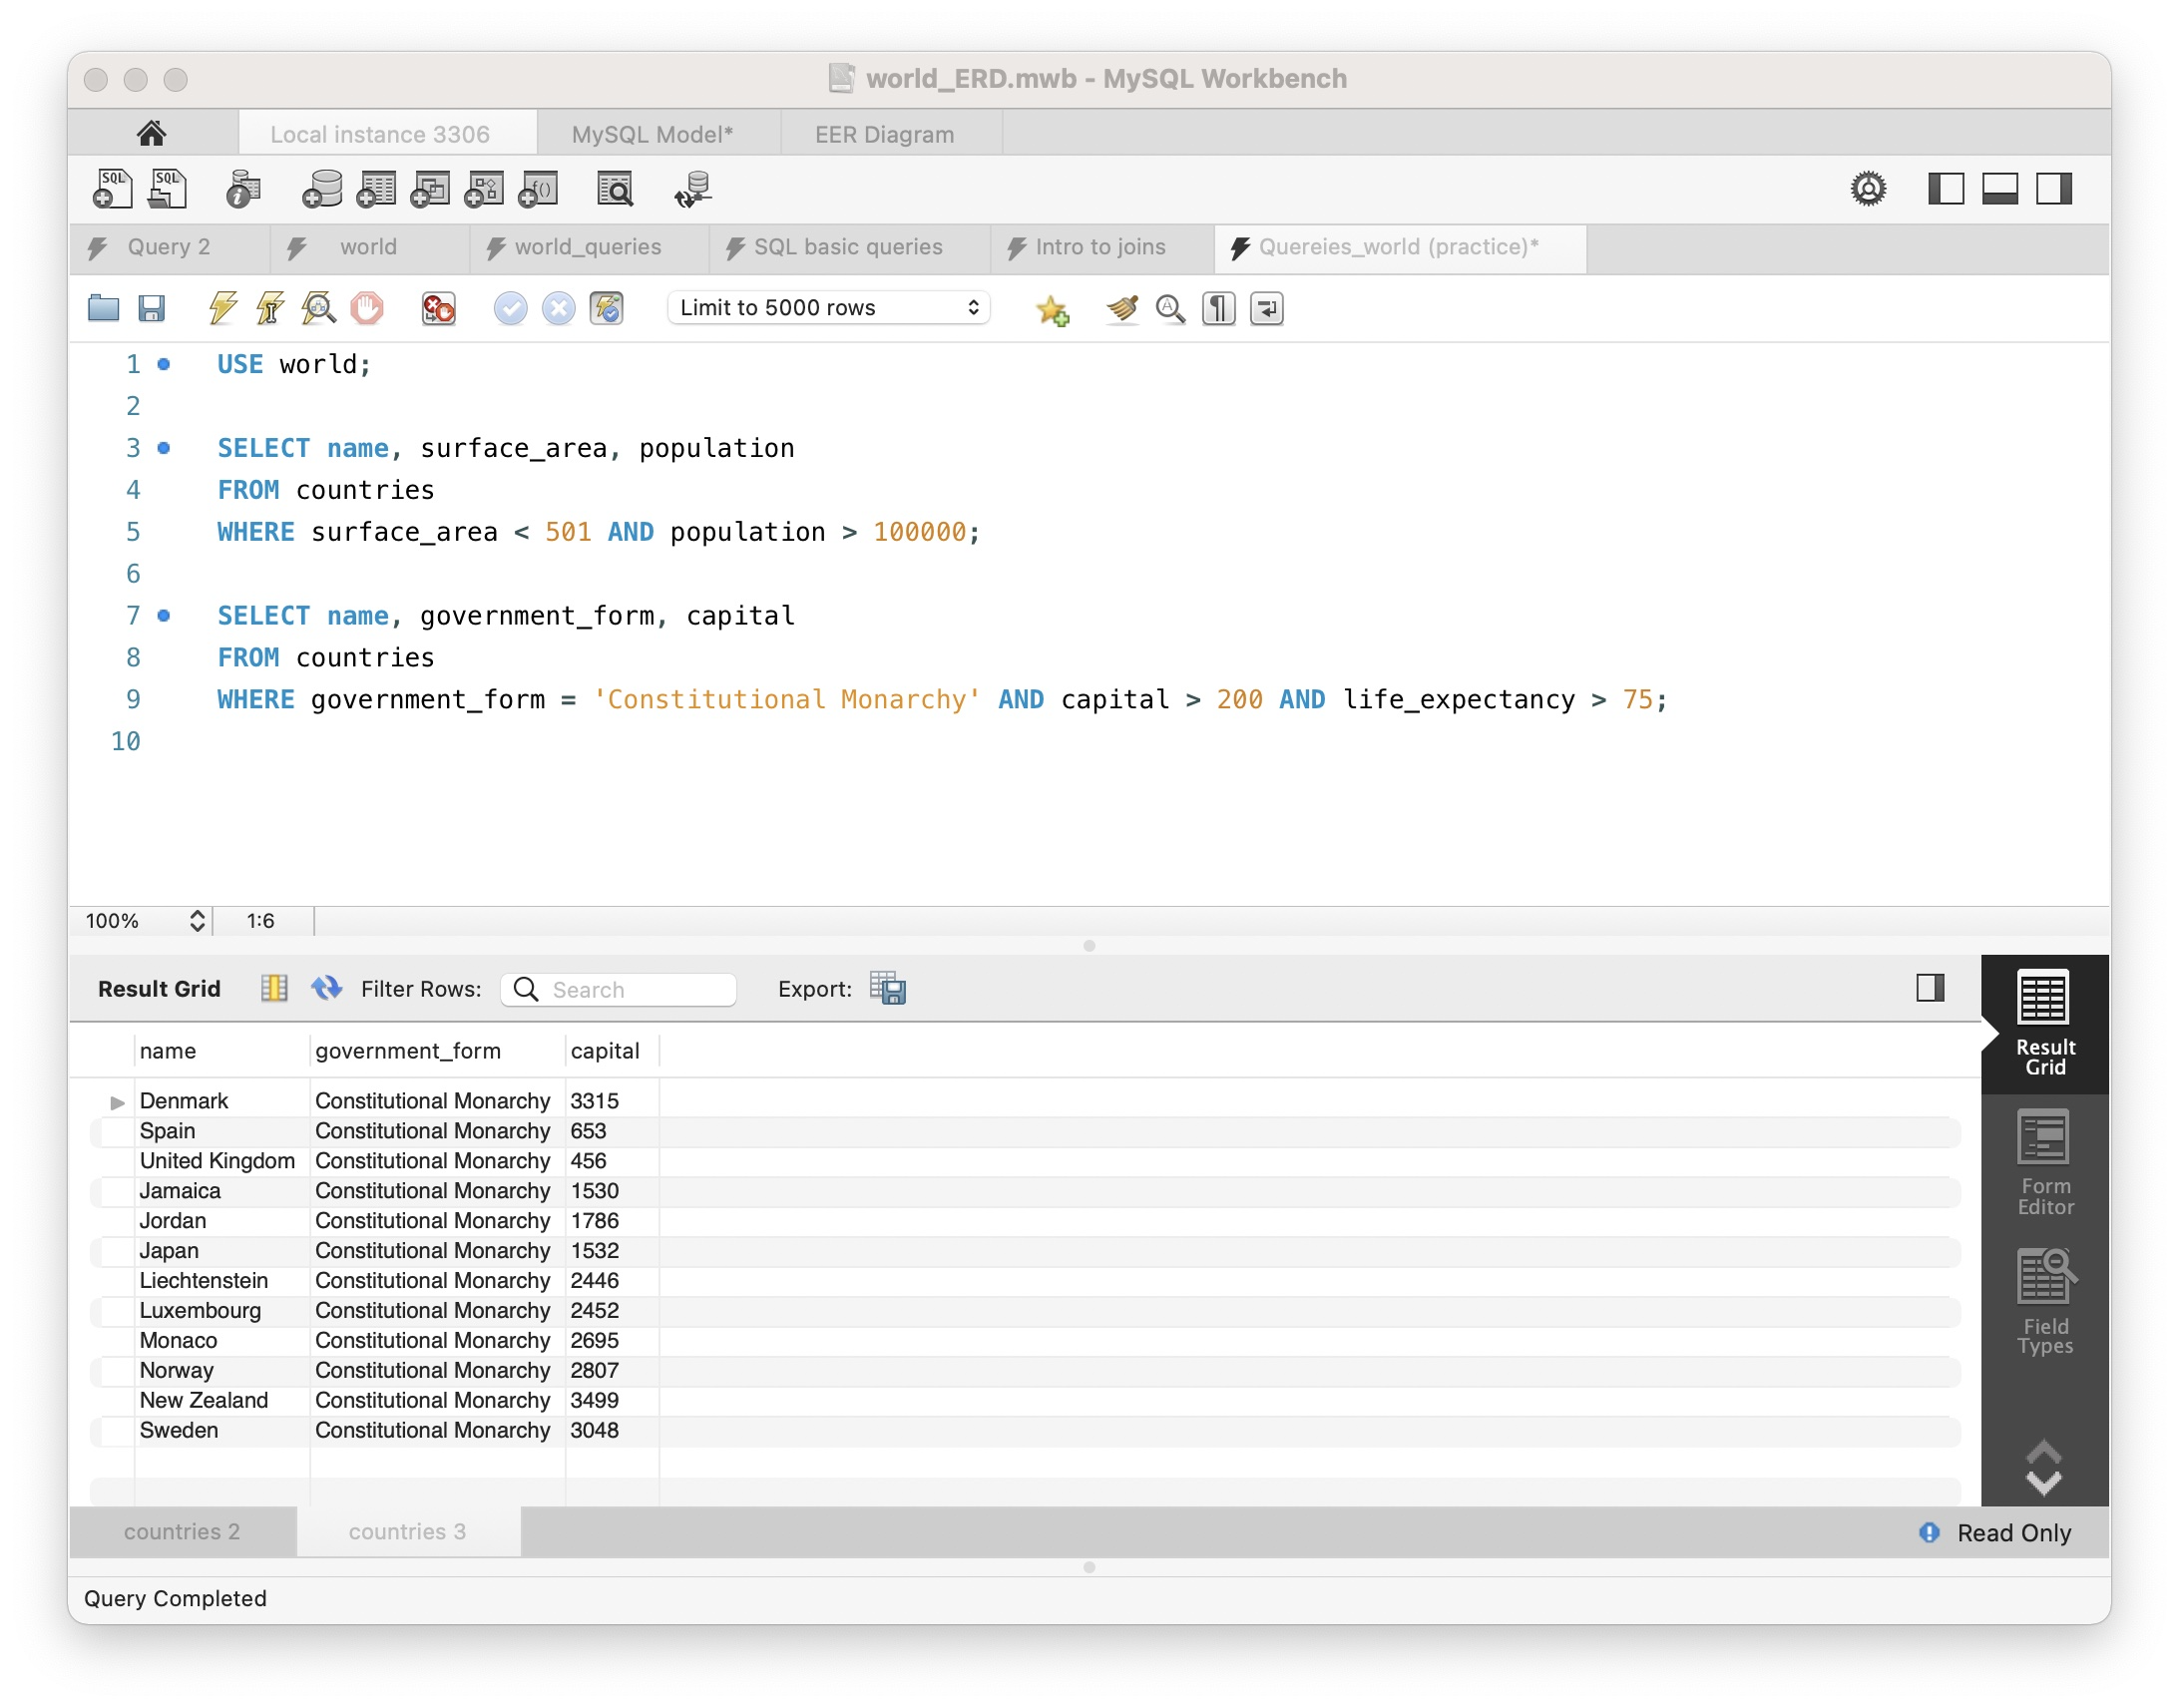 world_ERD.mwb - MySQL Workbench
Local instance 3306 MySQL Model* EER Diagram
SQL SQL f()
Query 2 world world_queries SQL basic queries Intro to joins Quereies_world (practice)*
Limit to 5000 rows
1 USE world;
2
3 SELECT name, surface_area, population
4 FROM countries
5 WHERE surface_area < 501 AND population > 100000;
6
7 SELECT name, government_form, capital
8 FROM countries
9 WHERE government_form = 'Constitutional Monarchy' AND capital > 200 AND life_expectancy > 75;
10
100% 1:6
Result Grid Filter Rows: Search Export:
name government_form capital
Denmark Constitutional Monarchy 3315
Spain Constitutional Monarchy 653
United Kingdom Constitutional Monarchy 456
Jamaica Constitutional Monarchy 1530
Jordan Constitutional Monarchy 1786
Japan Constitutional Monarchy 1532
Liechtenstein Constitutional Monarchy 2446
Luxembourg Constitutional Monarchy 2452
Monaco Constitutional Monarchy 2695
Norway Constitutional Monarchy 2807
New Zealand Constitutional Monarchy 3499
Sweden Constitutional Monarchy 3048
Result
Grid
Form
Editor
Field
Types
countries 2 countries 3 Read Only
Query Completed